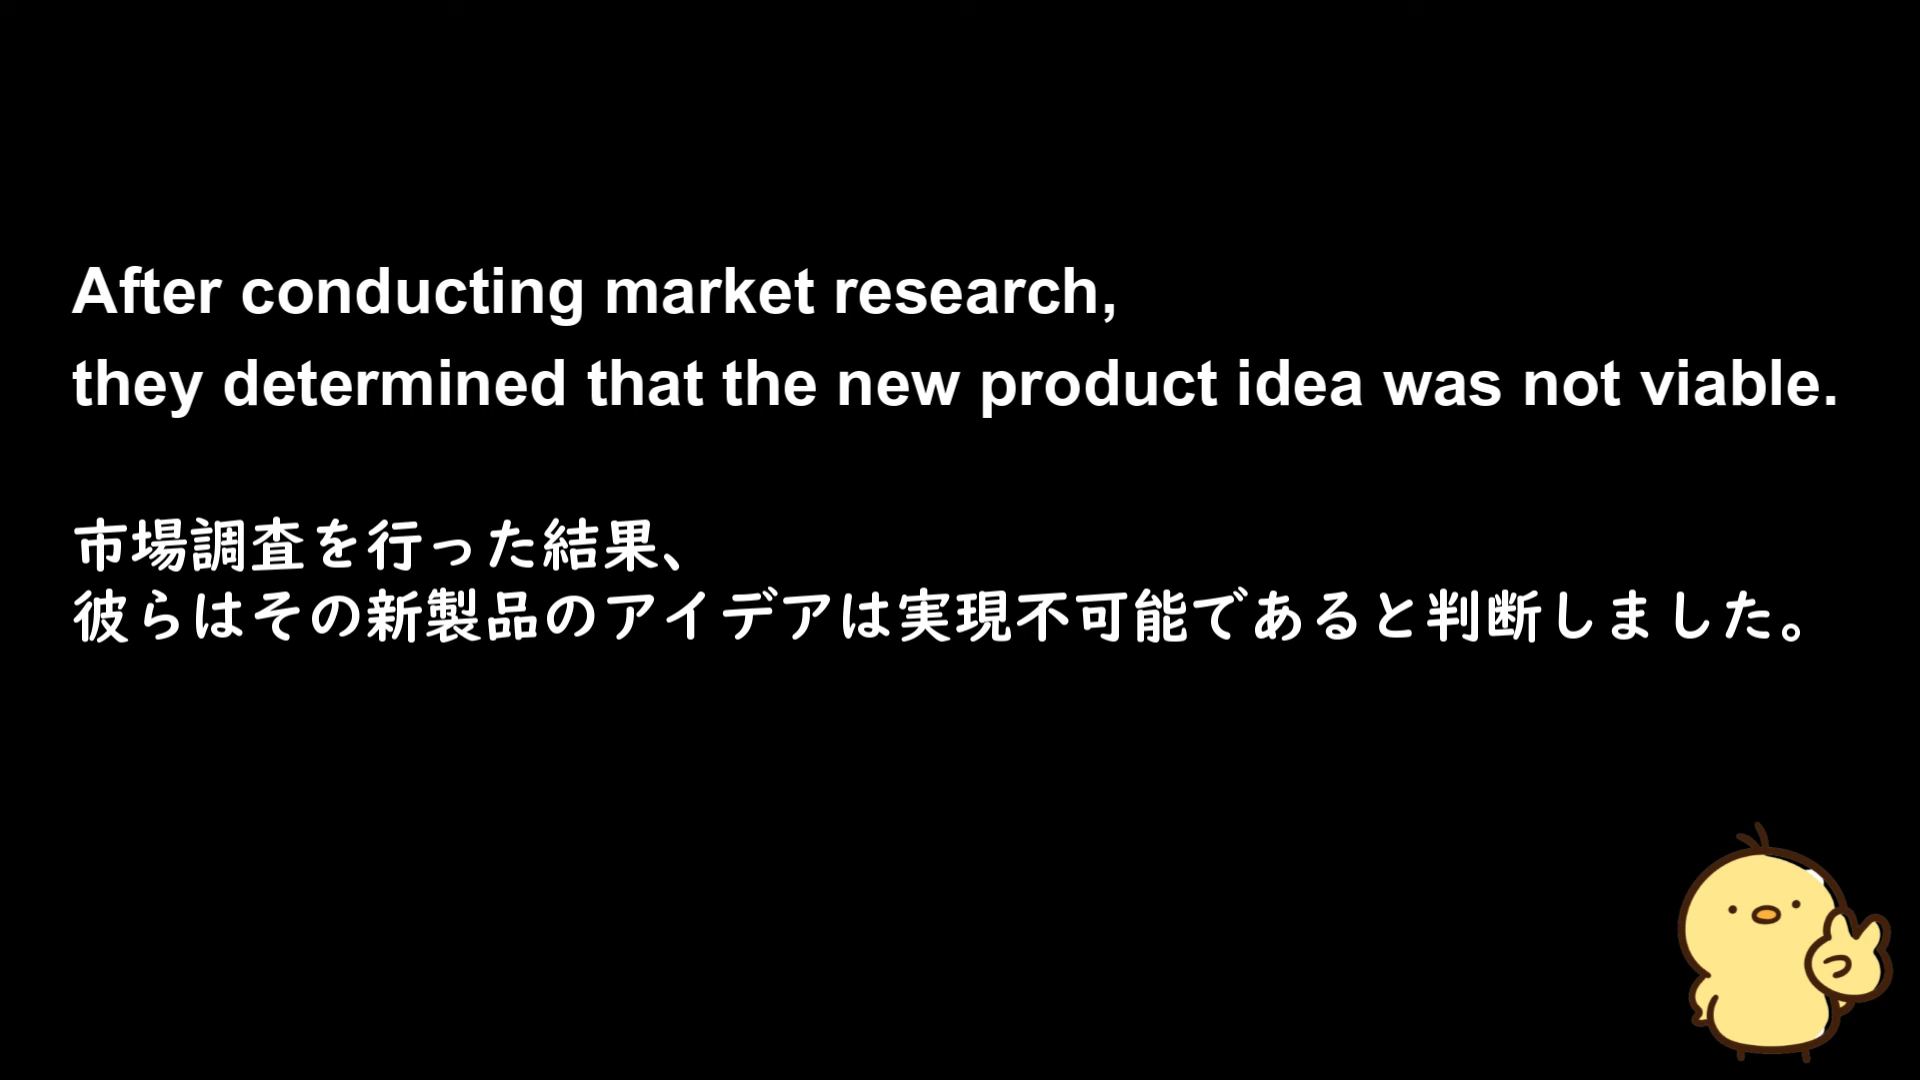 After conducting market research,
they determined that the new product idea was not viable.
市場調査を行った結果、
彼らはその新製品のアイデアは実現不可能であると判断しました。